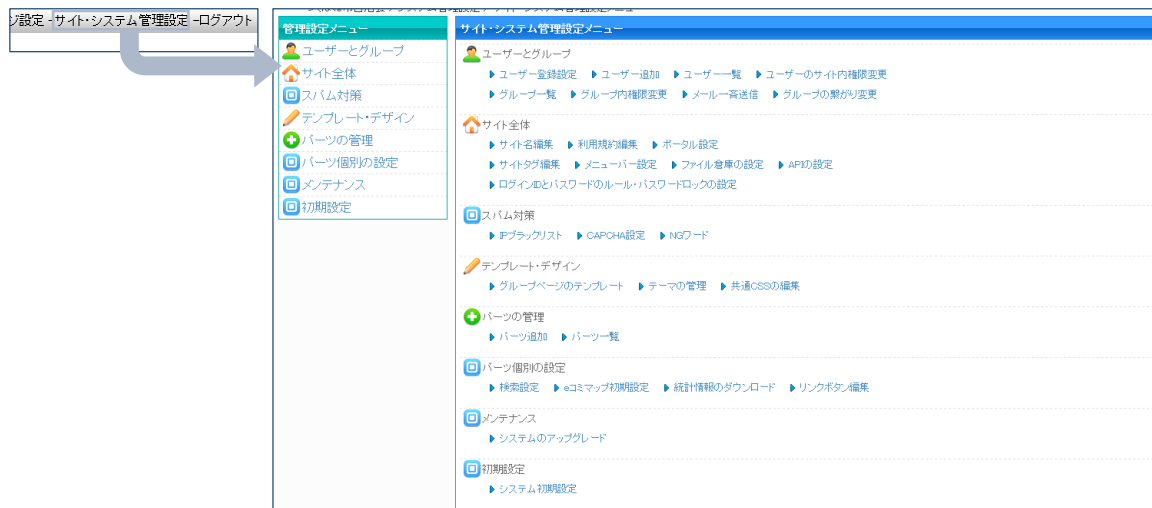 ジ設定 -サイト・システム管理設定 -ログアウト
管理設定メニュー
ユーザーとグループ
サイト全体
スパム対策
テンプレート・デザイン
パーツの管理
パーツ個別の設定
メンテナンス
初期設定
サイト・システム管理設定メニュー
ユーザーとグループ
ユーザー登録設定 ユーザー追加 ユーザー一覧 ユーザーのサイト内権限変更
グループ一覧 グループ内権限変更 メール一斉送信 グループの繋がり変更
サイト全体
サイト名編集 利用規約編集 ポータル設定
サイトタグ編集 メニューバー設定 ファイル倉庫の設定 APIの設定
ログインIDとパスワードのルール・パスワードロックの設定
スパム対策
IPブラックリスト CAPCHA設定 NGワード
テンプレート・デザイン
グループページのテンプレート テーマの管理 共通CSSの編集
パーツの管理
パーツ追加 パーツ一覧
パーツ個別の設定
検索設定 eコミマップ初期設定 統計情報のダウンロード リンクボタン編集
メンテナンス
システムのアップグレード
初期設定
システム初期設定